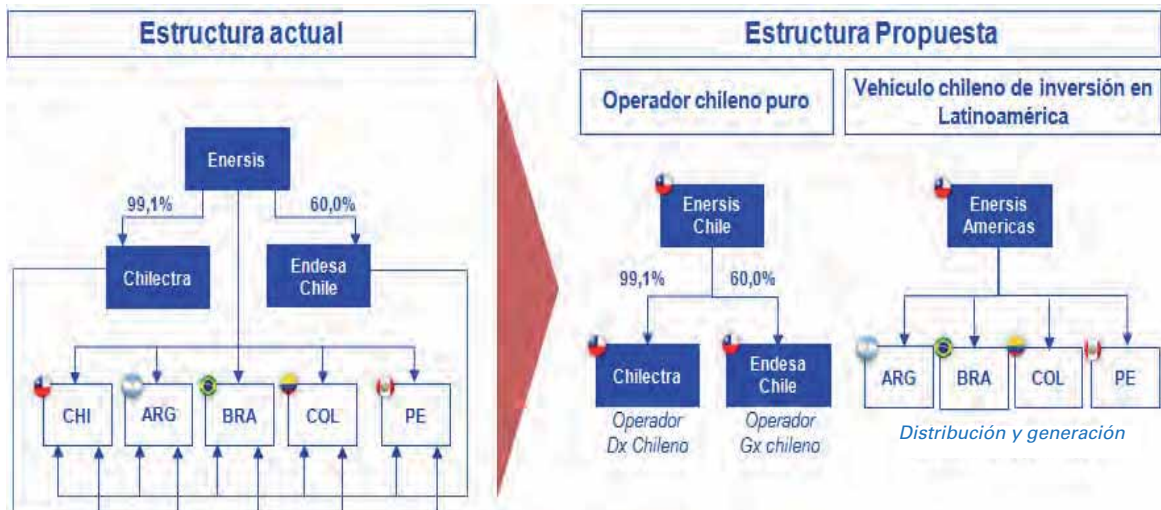 Estructura actual
Enersis
99,1%
60,0%
Chilectra
Endesa
Chile
CHI
ARG
BRA
COL
PE
Estructura Propuesta
Operador chileno puro
Vehículo chileno de inversión en
Latinoamérica
Enersis
Chile
99,1%
60,0%
Chilectra
Endesa
Chile
Operador
Dx Chileno
Operador
Gx chileno
Enersis
Americas
ARG
BRA
COL
PE
Distribución y generación